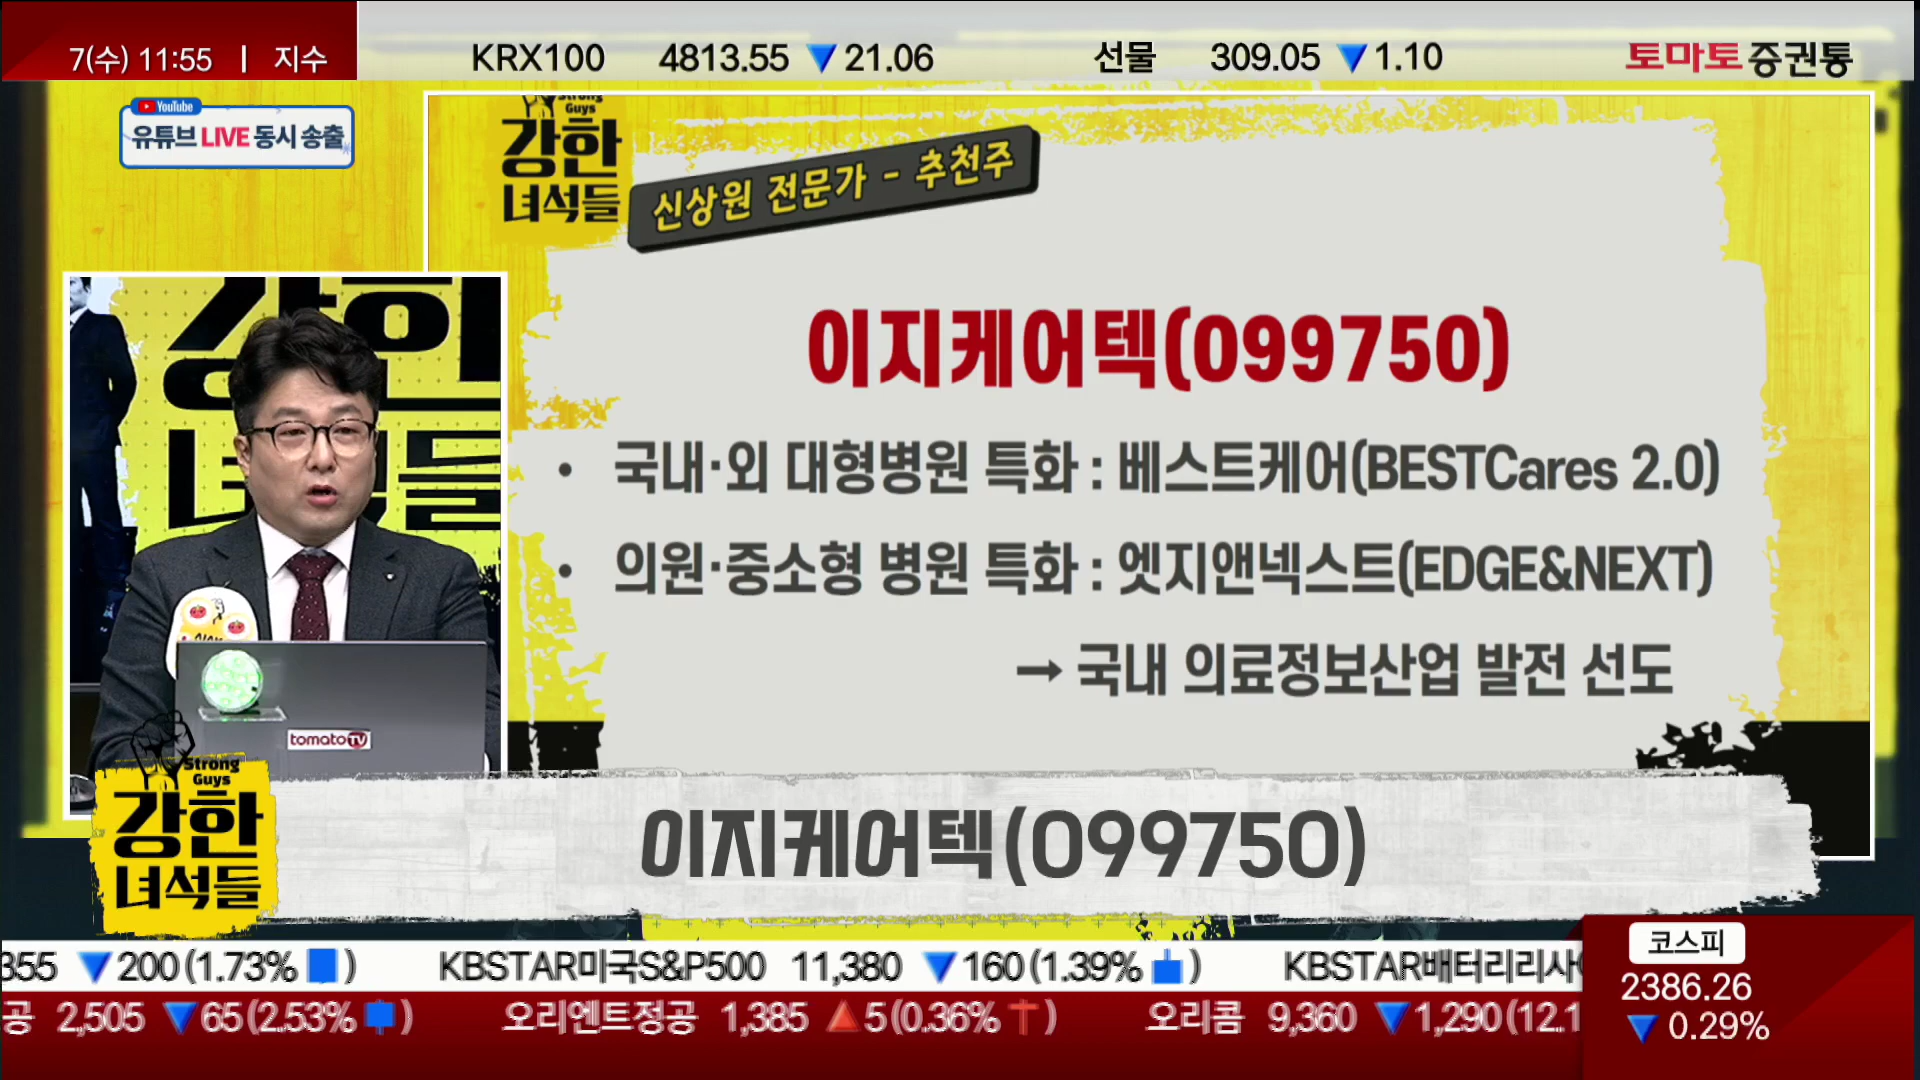 7(수) 11:55 | 지수
KRX100 4813.55 ▼21.06 선물 309.05 ▼1.10
토마토증권통
YouTube
유튜브 LIVE 동시 송출
Strong
Guys
강한
녀석들
신상원 전문가 - 추천주
이지케어텍(099750)
• 국내·외 대형병원 특화 : 베스트케어(BESTCares 2.0)
• 의원·중소형 병원 특화 : 엣지앤넥스트(EDGE&NEXT)
→ 국내 의료정보산업 발전 선도
tomatoTV
Strong
Guys
강한
녀석들
이지케어텍(099750)
355 ▼200(1.73%) KBSTAR미국S&P500 11,380 ▼160(1.39%) KBSTAR배터리리사
공 2,505 ▼65(2.53%) 오리엔트정공 1,385 ▲5(0.36%) 오리콤 9,360 ▼1,290(12.1
코스피
2386.26
▼ 0.29%